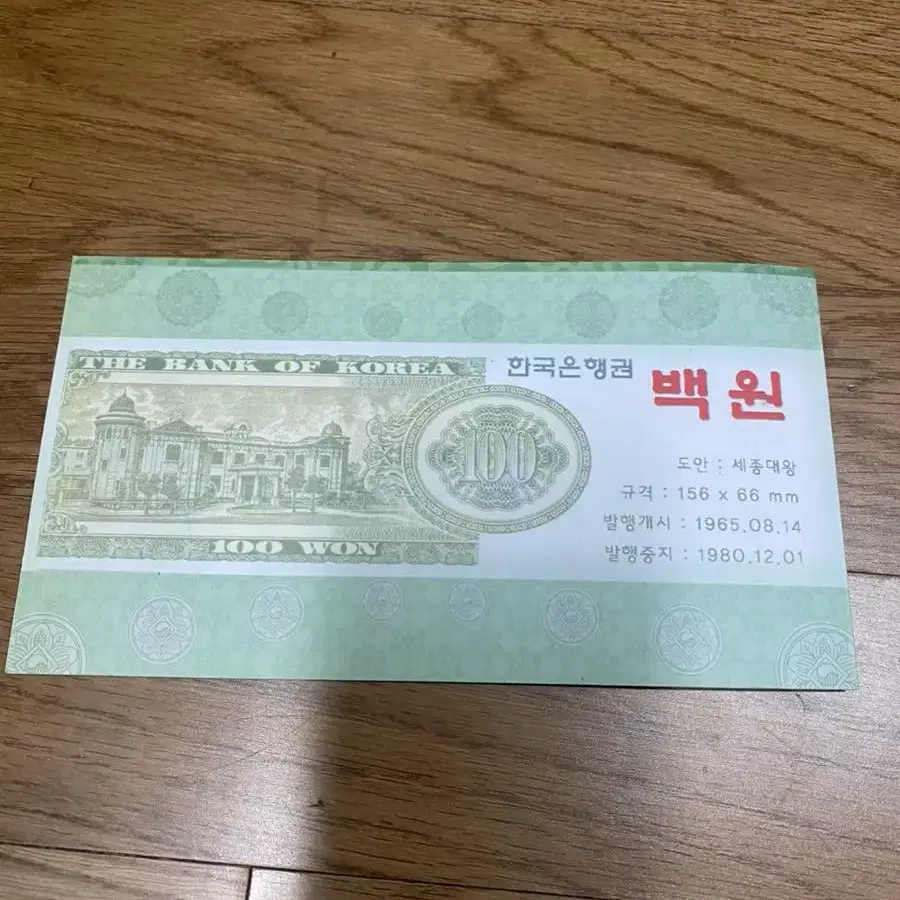 THE BANK OF KOREA
100
100 WON
한국은행권
백원
도안 : 세종대왕
규격 : 156 x 66 mm
발행개시 : 1965.08.14
발행중지 : 1980.12.01